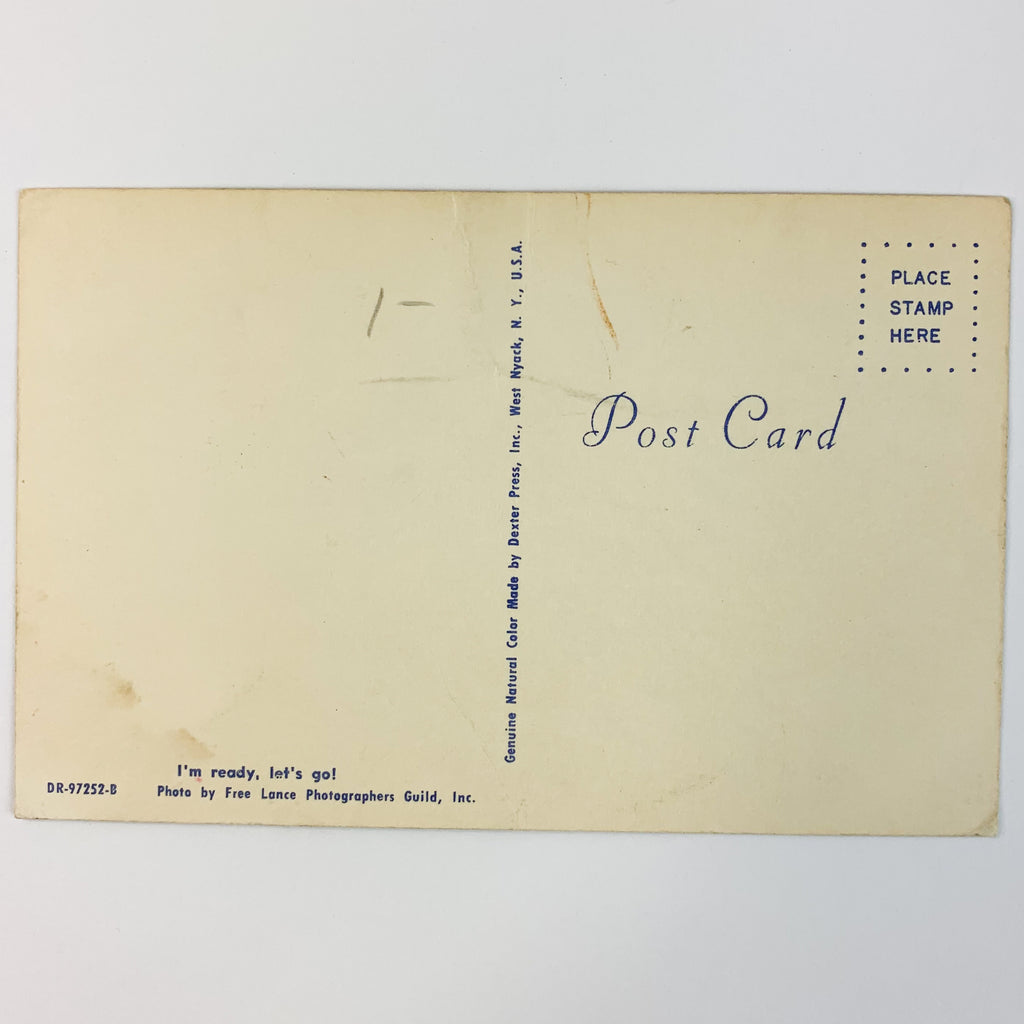 PLACE
STAMP
HERE
Post Card
Genuine Natural Color Made by Dexter Press, Inc., West Nyack, N. Y., U.S.A.
I'm ready, let's go!
DR-97252-B
Photo by Free Lance Photographers Guild, Inc.